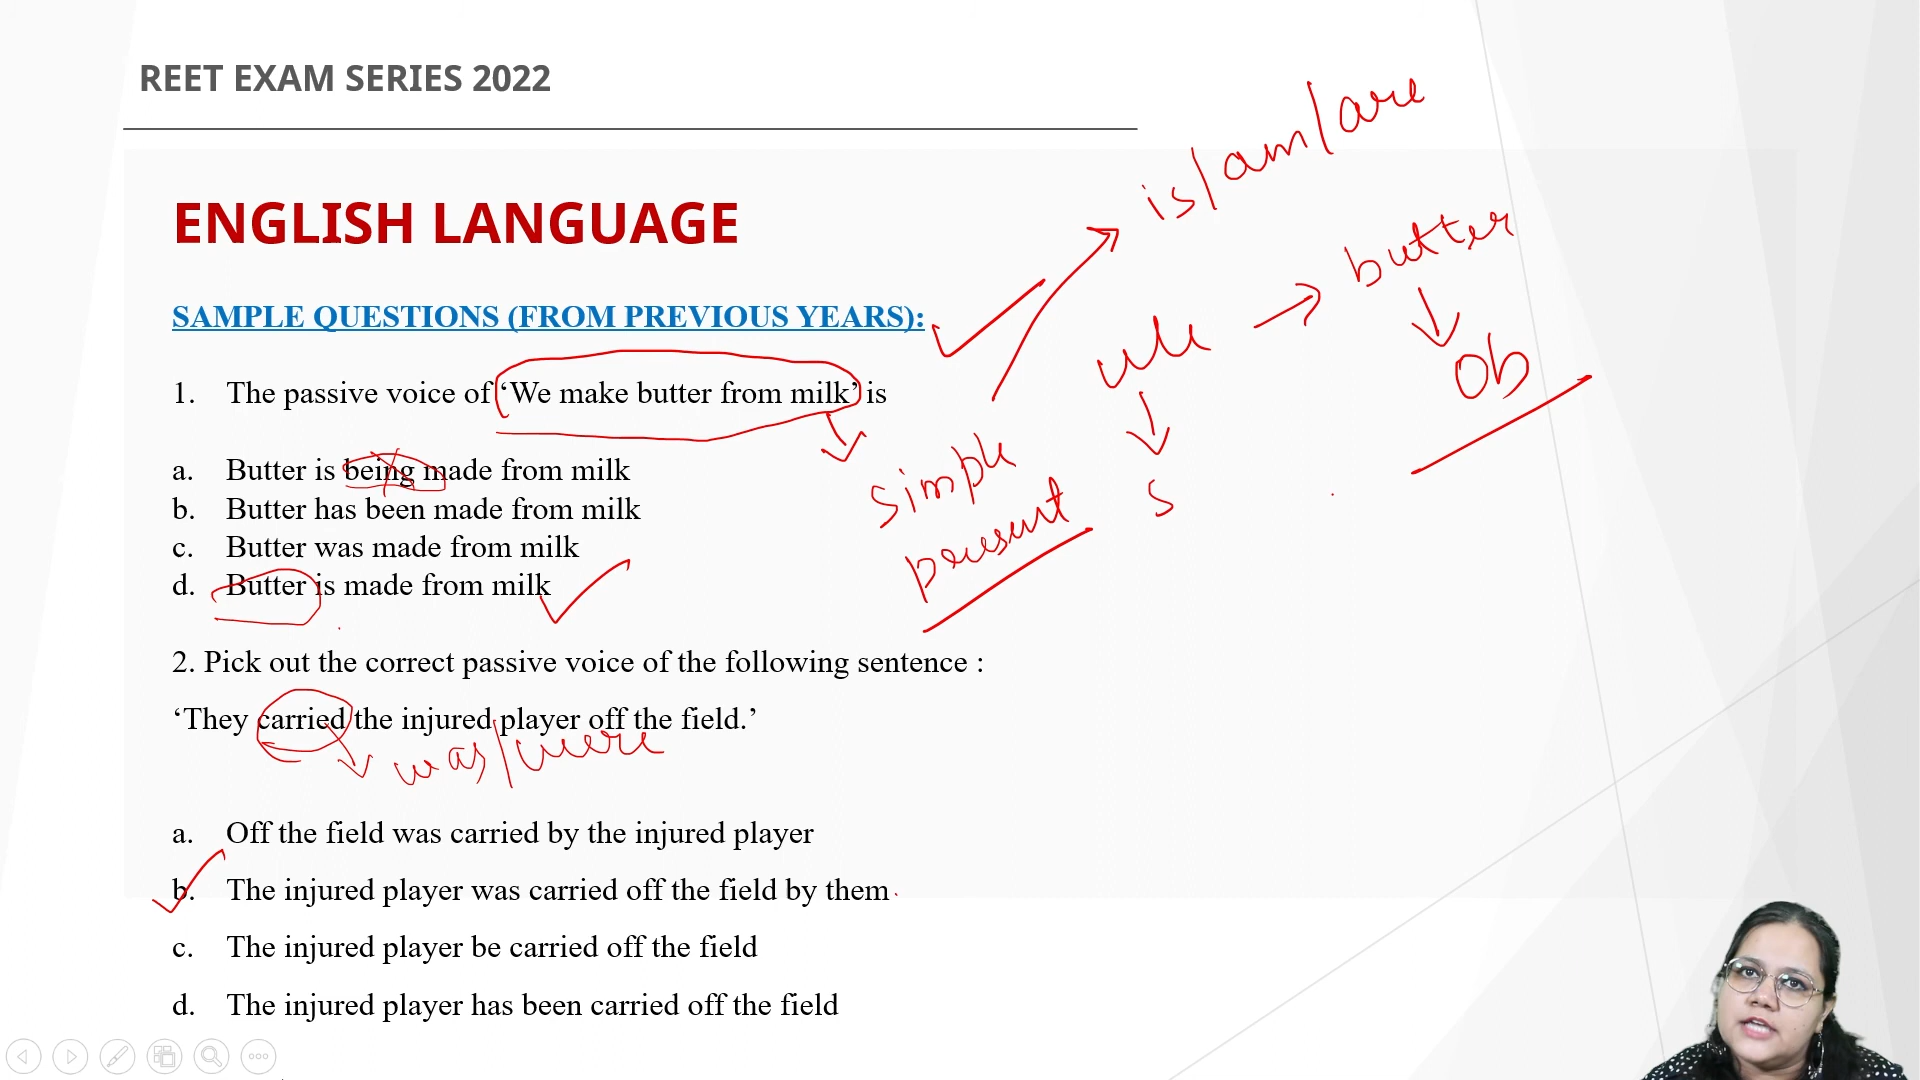 REET EXAM SERIES 2022
is/am/are
ENGLISH LANGUAGE
butter
SAMPLE QUESTIONS (FROM PREVIOUS YEARS):
Ob
S
1. The passive voice of ‘We make butter from milk’ is
simple
present
a. Butter is being made from milk
b. Butter has been made from milk
c. Butter was made from milk
d. Butter is made from milk
2. Pick out the correct passive voice of the following sentence :
‘They carried the injured player off the field.’
was/were
a. Off the field was carried by the injured player
b. The injured player was carried off the field by them
c. The injured player be carried off the field
d. The injured player has been carried off the field